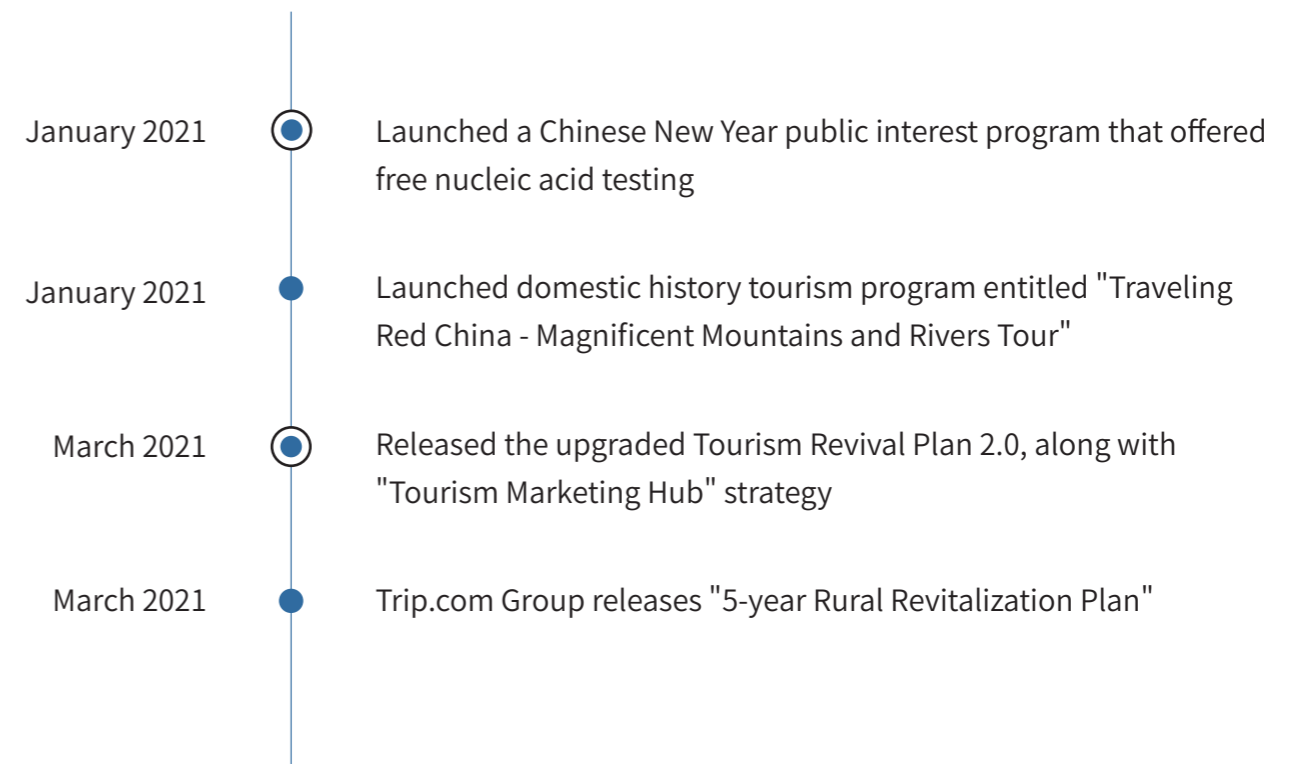 January 2021
Launched a Chinese New Year public interest program that offered
free nucleic acid testing
January 2021
Launched domestic history tourism program entitled "Traveling
Red China - Magnificent Mountains and Rivers Tour"
March 2021
Released the upgraded Tourism Revival Plan 2.0, along with
"Tourism Marketing Hub" strategy
March 2021
Trip.com Group releases "5-year Rural Revitalization Plan"